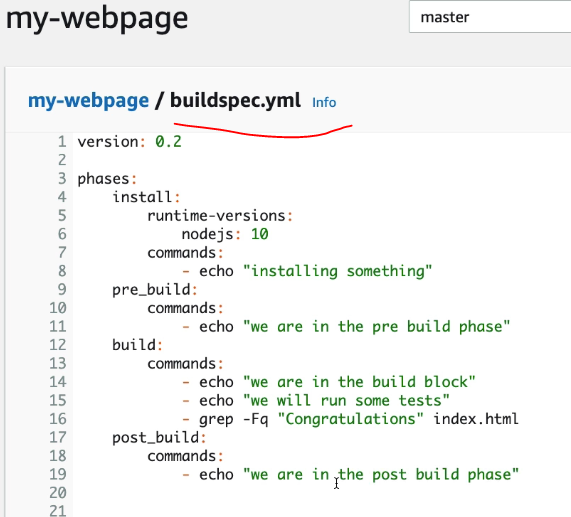 my-webpage
master
my-webpage / buildspec.yml Info
1 version: 0.2
2
3 phases:
4     install:
5         runtime-versions:
6             nodejs: 10
7         commands:
8             - echo "installing something"
9     pre_build:
10         commands:
11             - echo "we are in the pre build phase"
12     build:
13         commands:
14             - echo "we are in the build block"
15             - echo "we will run some tests"
16             - grep -Fq "Congratulations" index.html
17     post_build:
18         commands:
19             - echo "we are in the post build phase"
20
21